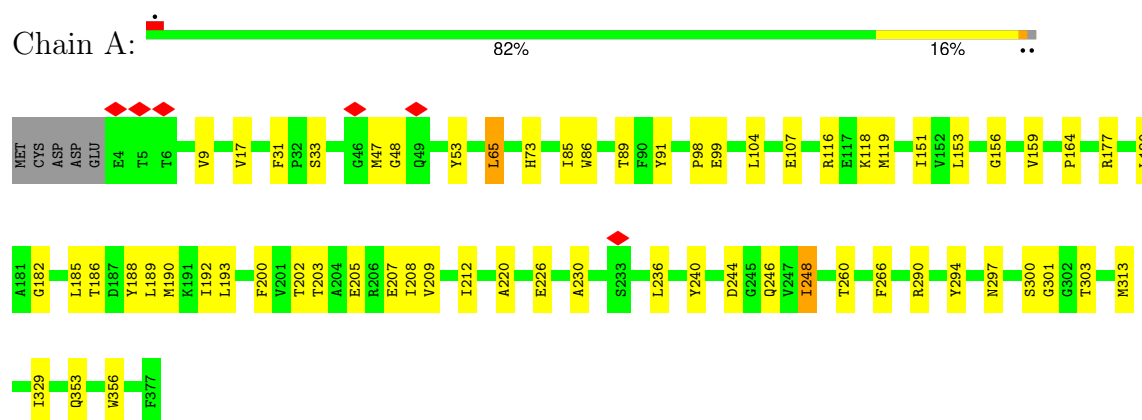 Chain A:
82% 16%
MET CYS ASP ASP GLU E4 T5 T6 V9 V17 F31 P32 S33 G46 M47 G48 Q49 Y53 L65 H73 I85 W86 T89 F90 Y91 P98 E99 L104 E107 R116 E117 K118 M119 I151 V152 L153 G156 V159 P164 R177
A181 G182 L185 T186 D187 Y188 L189 M190 K191 I192 L193 F200 V201 T202 T203 A204 E205 R206 E207 I208 V209 I212 A220 E226 A230 S233 L236 Y240 D244 G245 Q246 V247 I248 T260 F266 R290 Y294 N297 S300 G301 G302 T303 M313
I329 Q353 W356 F377